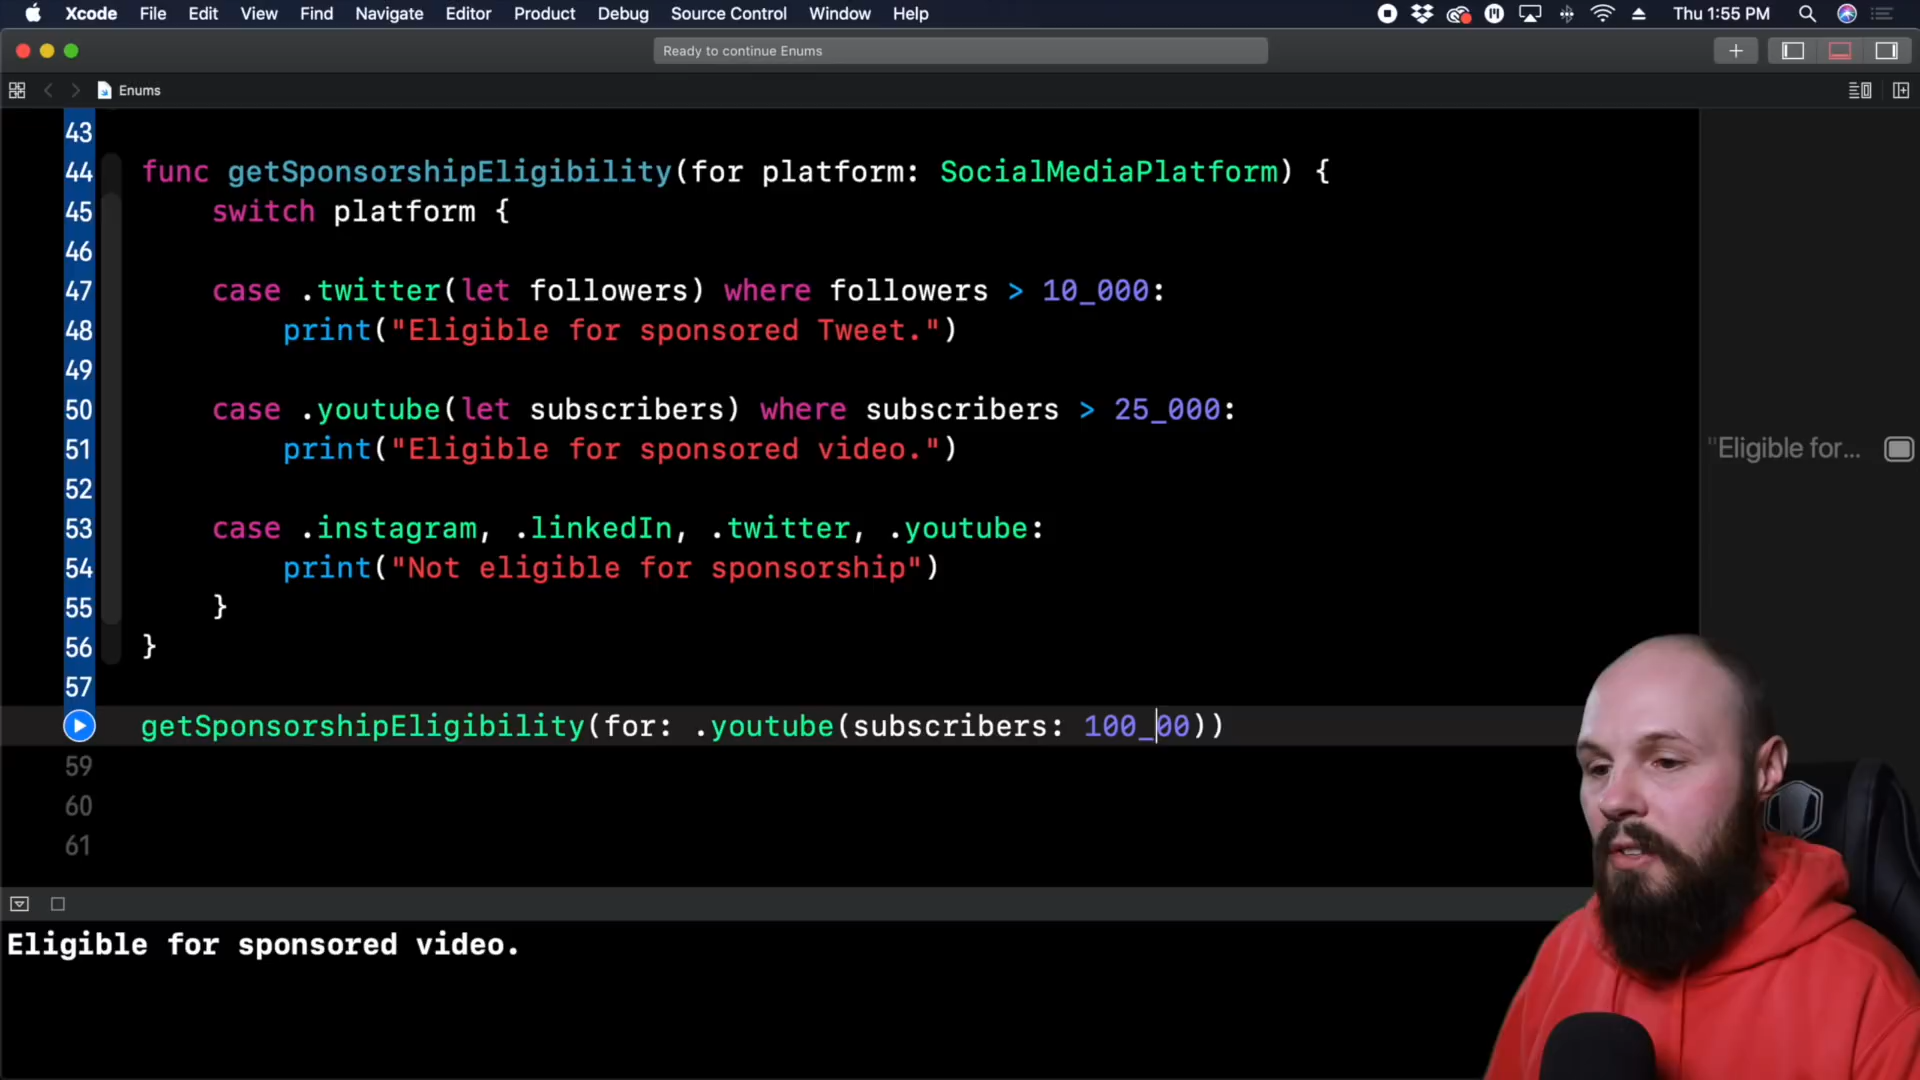 Xcode File Edit View Find Navigate Editor Product Debug Source Control Window Help Thu 1:55 PM
Ready to continue Enums
Enums
43
44 func getSponsorshipEligibility(for platform: SocialMediaPlatform) {
45 switch platform {
46
47 case .twitter(let followers) where followers > 10_000:
48 print("Eligible for sponsored Tweet.")
49
50 case .youtube(let subscribers) where subscribers > 25_000:
51 print("Eligible for sponsored video.") "Eligible for...
52
53 case .instagram, .linkedIn, .twitter, .youtube:
54 print("Not eligible for sponsorship")
55 }
56 }
57
getSponsorshipEligibility(for: .youtube(subscribers: 100_00))
59
60
61
Eligible for sponsored video.